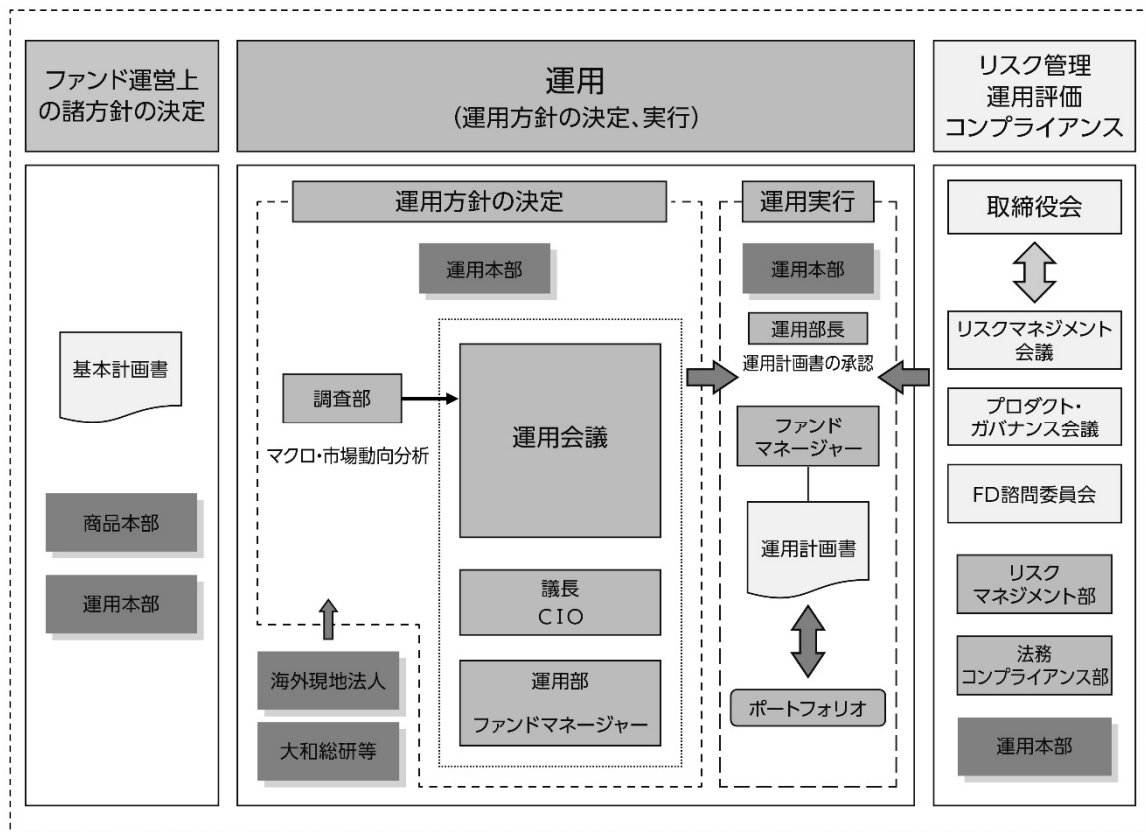 ファンド運営上
の諸方針の決定
基本計画書
商品本部
運用本部
運用
(運用方針の決定、実行)
運用方針の決定
運用本部
調査部
マクロ・市場動向分析
運用会議
議長
CIO
運用部
ファンドマネージャー
海外現地法人
大和総研等
運用実行
運用本部
運用部長
運用計画書の承認
ファンド
マネージャー
運用計画書
ポートフォリオ
リスク管理
運用評価
コンプライアンス
取締役会
リスクマネジメント
会議
プロダクト・
ガバナンス会議
FD諮問委員会
リスク
マネジメント部
法務
コンプライアンス部
運用本部